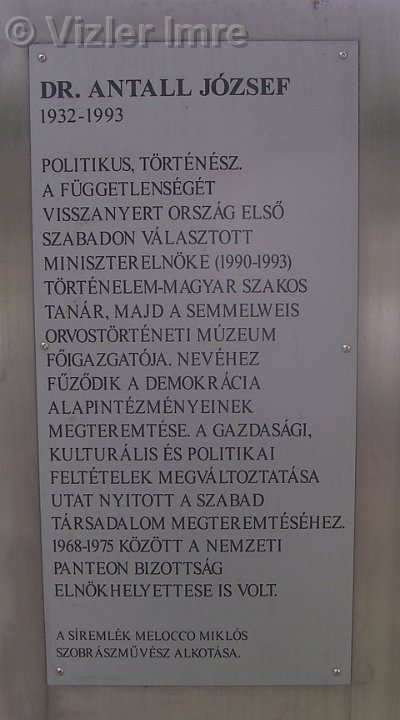 © Vizler Imre
DR. ANTALL JÓZSEF
1932-1993
POLITIKUS, TÖRTÉNÉSZ.
A FÜGGETLENSÉGÉT
VISSZANYERT ORSZÁG ELSŐ
SZABADON VÁLASZTOTT
MINISZTERELNÖKE (1990-1993)
TÖRTÉNELEM-MAGYAR SZAKOS
TANÁR, MAJD A SEMMELWEIS
ORVOSTÖRTÉNETI MÚZEUM
FŐIGAZGATÓJA. NEVÉHEZ
FŰZŐDIK A DEMOKRÁCIA
ALAPINTÉZMÉNYEINEK
MEGTEREMTÉSE. A GAZDASÁGI,
KULTURÁLIS ÉS POLITIKAI
FELTÉTELEK MEGVÁLTOZTATÁSA
UTAT NYITOTT A SZABAD
TÁRSADALOM MEGTEREMTÉSÉHEZ.
1968-1975 KÖZÖTT A NEMZETI
PANTEON BIZOTTSÁG
ELNÖKHELYETTESE IS VOLT.
A SÍREMLÉK MELOCCO MIKLÓS
SZOBRÁSZMŰVÉSZ ALKOTÁSA.